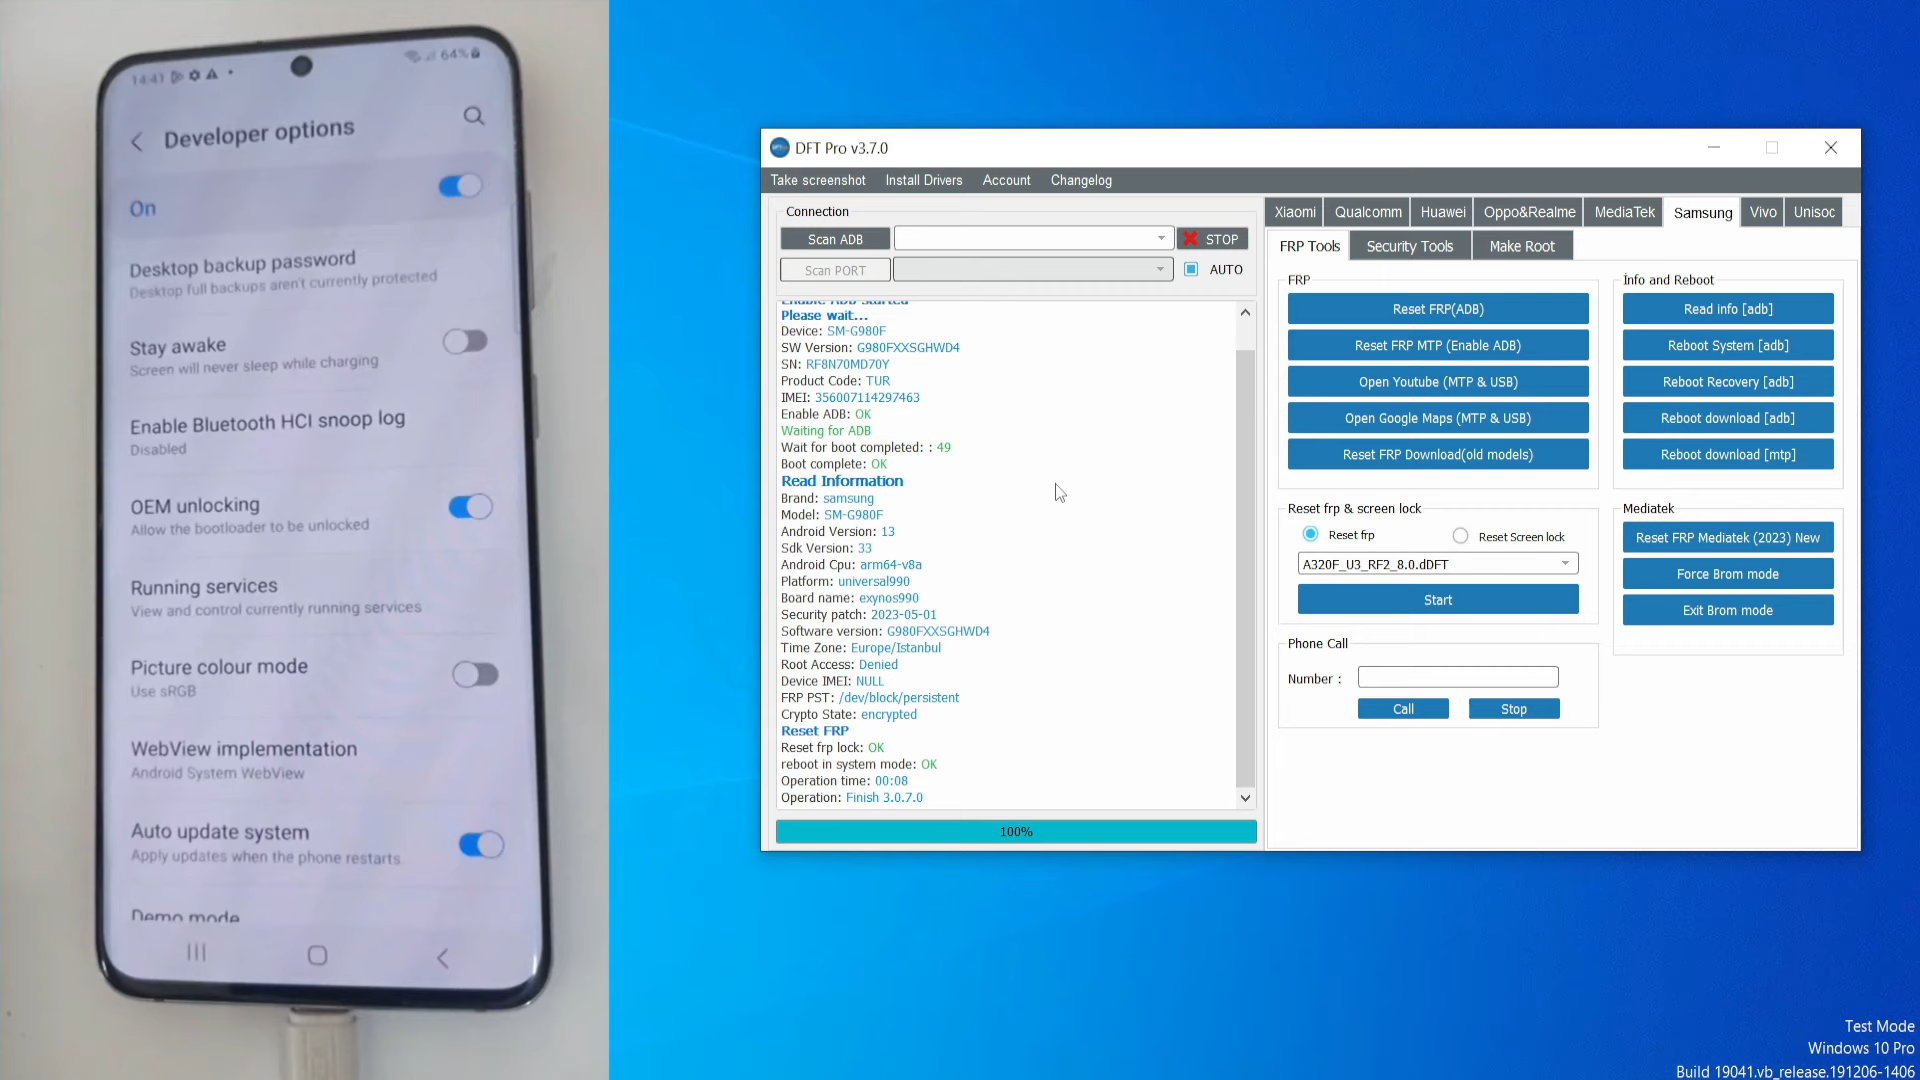 14:41
64%
Developer options
On
Desktop backup password
Desktop full backups aren't currently protected
Stay awake
Screen will never sleep while charging
Enable Bluetooth HCI snoop log
Disabled
OEM unlocking
Allow the bootloader to be unlocked
Running services
View and control currently running services
Picture colour mode
Use sRGB
WebView implementation
Android System WebView
Auto update system
Apply updates when the phone restarts
Demo mode
DFT Pro v3.7.0
Take screenshot Install Drivers Account Changelog
Connection
Scan ADB STOP
Scan PORT AUTO
Enable ADB Started
Please wait...
Device: SM-G980F
SW Version: G980FXXSGHWD4
SN: RF8N70MD70Y
Product Code: TUR
IMEI: 356007114297463
Enable ADB: OK
Waiting for ADB
Wait for boot completed: : 49
Boot complete: OK
Read Information
Brand: samsung
Model: SM-G980F
Android Version: 13
Sdk Version: 33
Android Cpu: arm64-v8a
Platform: universal990
Board name: exynos990
Security patch: 2023-05-01
Software version: G980FXXSGHWD4
Time Zone: Europe/Istanbul
Root Access: Denied
Device IMEI: NULL
FRP PST: /dev/block/persistent
Crypto State: encrypted
Reset FRP
Reset frp lock: OK
reboot in system mode: OK
Operation time: 00:08
Operation: Finish 3.0.7.0
100%
Xiaomi Qualcomm Huawei Oppo&Realme MediaTek Samsung Vivo Unisoc
FRP Tools Security Tools Make Root
FRP
Reset FRP(ADB)
Reset FRP MTP (Enable ADB)
Open Youtube (MTP & USB)
Open Google Maps (MTP & USB)
Reset FRP Download(old models)
İnfo and Reboot
Read info [adb]
Reboot System [adb]
Reboot Recovery [adb]
Reboot download [adb]
Reboot download [mtp]
Reset frp & screen lock
Reset frp Reset Screen lock
A320F_U3_RF2_8.0.dDFT
Start
Mediatek
Reset FRP Mediatek (2023) New
Force Brom mode
Exit Brom mode
Phone Call
Number :
Call Stop
Test Mode
Windows 10 Pro
Build 19041.vb_release.191206-1406